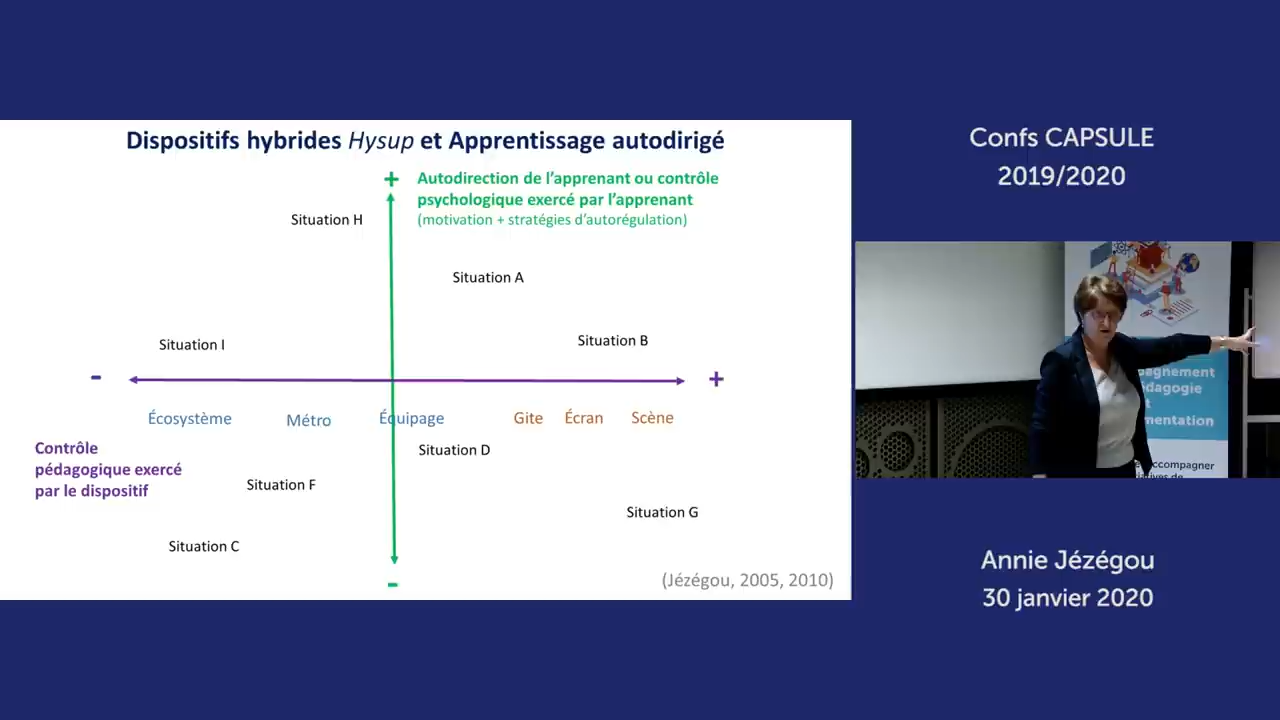 Dispositifs hybrides Hysup et Apprentissage autodirigé
+
Autodirection de l’apprenant ou contrôle
psychologique exercé par l’apprenant
(motivation + stratégies d’autorégulation)
Situation H
Situation A
Situation B
Situation I
-
+
Écosystème
Métro
Équipage
Gite
Écran
Scène
Contrôle
pédagogique exercé
par le dispositif
Situation D
Situation F
Situation G
Situation C
-
(Jézégou, 2005, 2010)
Confs CAPSULE
2019/2020
Annie Jézégou
30 janvier 2020